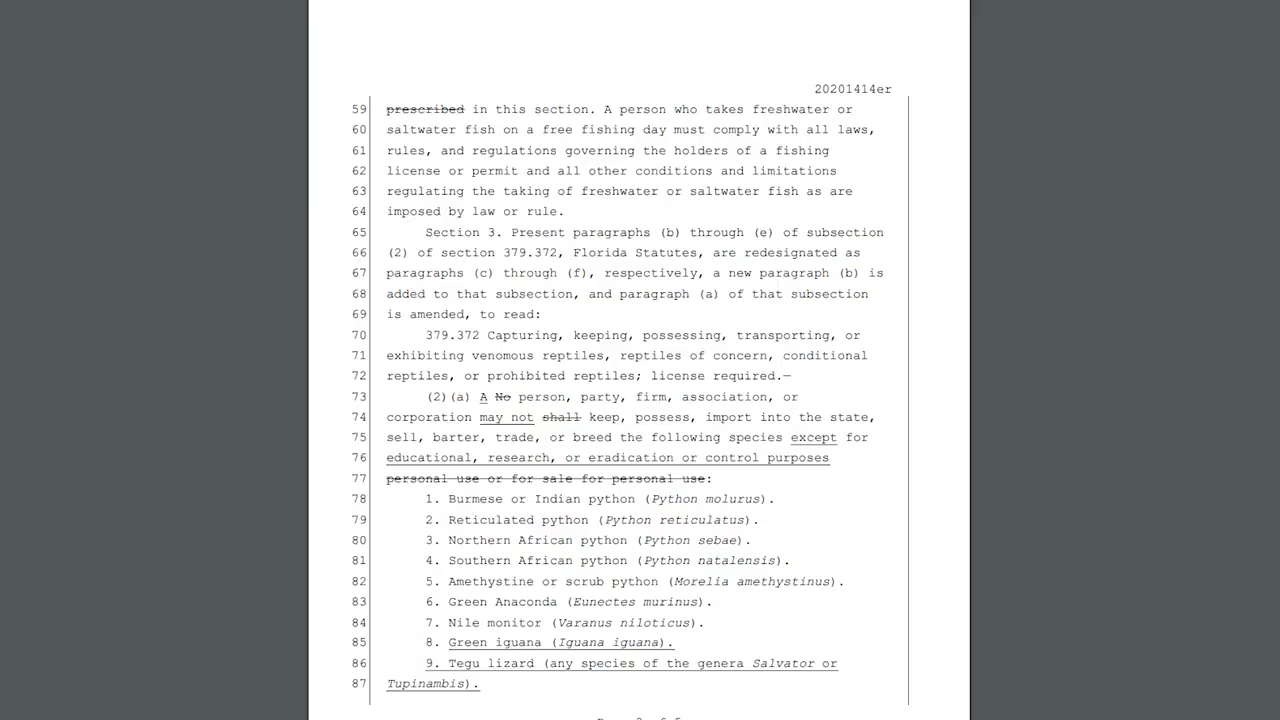 20201414er
59 prescribed in this section. A person who takes freshwater or
60 saltwater fish on a free fishing day must comply with all laws,
61 rules, and regulations governing the holders of a fishing
62 license or permit and all other conditions and limitations
63 regulating the taking of freshwater or saltwater fish as are
64 imposed by law or rule.
65 Section 3. Present paragraphs (b) through (e) of subsection
66 (2) of section 379.372, Florida Statutes, are redesignated as
67 paragraphs (c) through (f), respectively, a new paragraph (b) is
68 added to that subsection, and paragraph (a) of that subsection
69 is amended, to read:
70 379.372 Capturing, keeping, possessing, transporting, or
71 exhibiting venomous reptiles, reptiles of concern, conditional
72 reptiles, or prohibited reptiles; license required.—
73 (2)(a) A No person, party, firm, association, or
74 corporation may not shall keep, possess, import into the state,
75 sell, barter, trade, or breed the following species except for
76 educational, research, or eradication or control purposes
77 personal use or for sale for personal use:
78 1. Burmese or Indian python (Python molurus).
79 2. Reticulated python (Python reticulatus).
80 3. Northern African python (Python sebae).
81 4. Southern African python (Python natalensis).
82 5. Amethystine or scrub python (Morelia amethystinus).
83 6. Green Anaconda (Eunectes murinus).
84 7. Nile monitor (Varanus niloticus).
85 8. Green iguana (Iguana iguana).
86 9. Tegu lizard (any species of the genera Salvator or
87 Tupinambis).